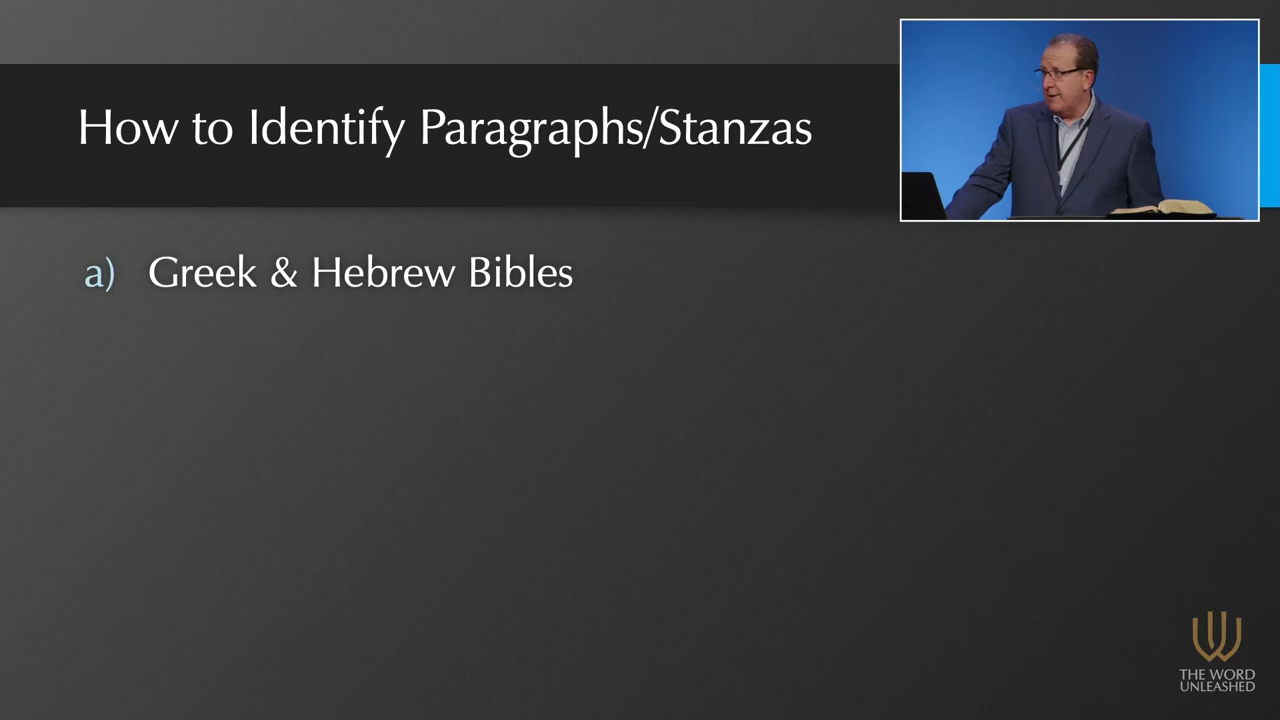 How to Identify Paragraphs/Stanzas
a) Greek & Hebrew Bibles
THE WORD
UNLEASHED